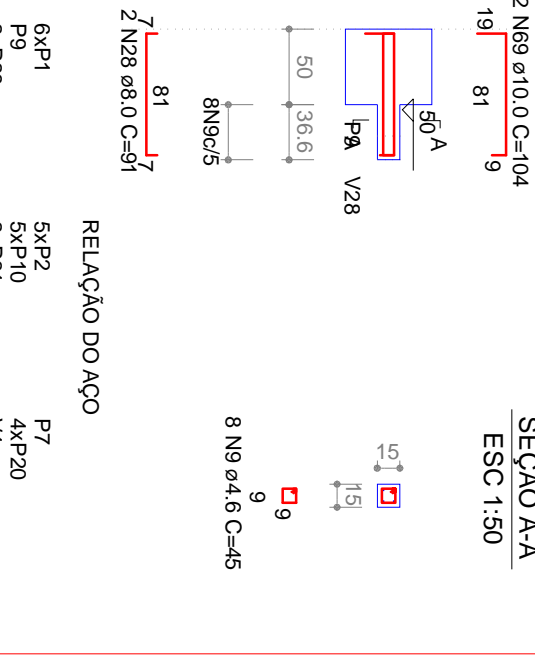 2 N69 ø10.0 C=104
19
81
9
50
A
A
P9
V28
50
36.6
8N9c/5
7
81
7
2 N28 ø8.0 C=91
SEÇÃO A-A
ESC 1:50
15
15
9
9
8 N9 ø4.6 C=45
RELAÇÃO DO AÇO
6xP1
5xP2
P7
P9
5xP10
4xP20